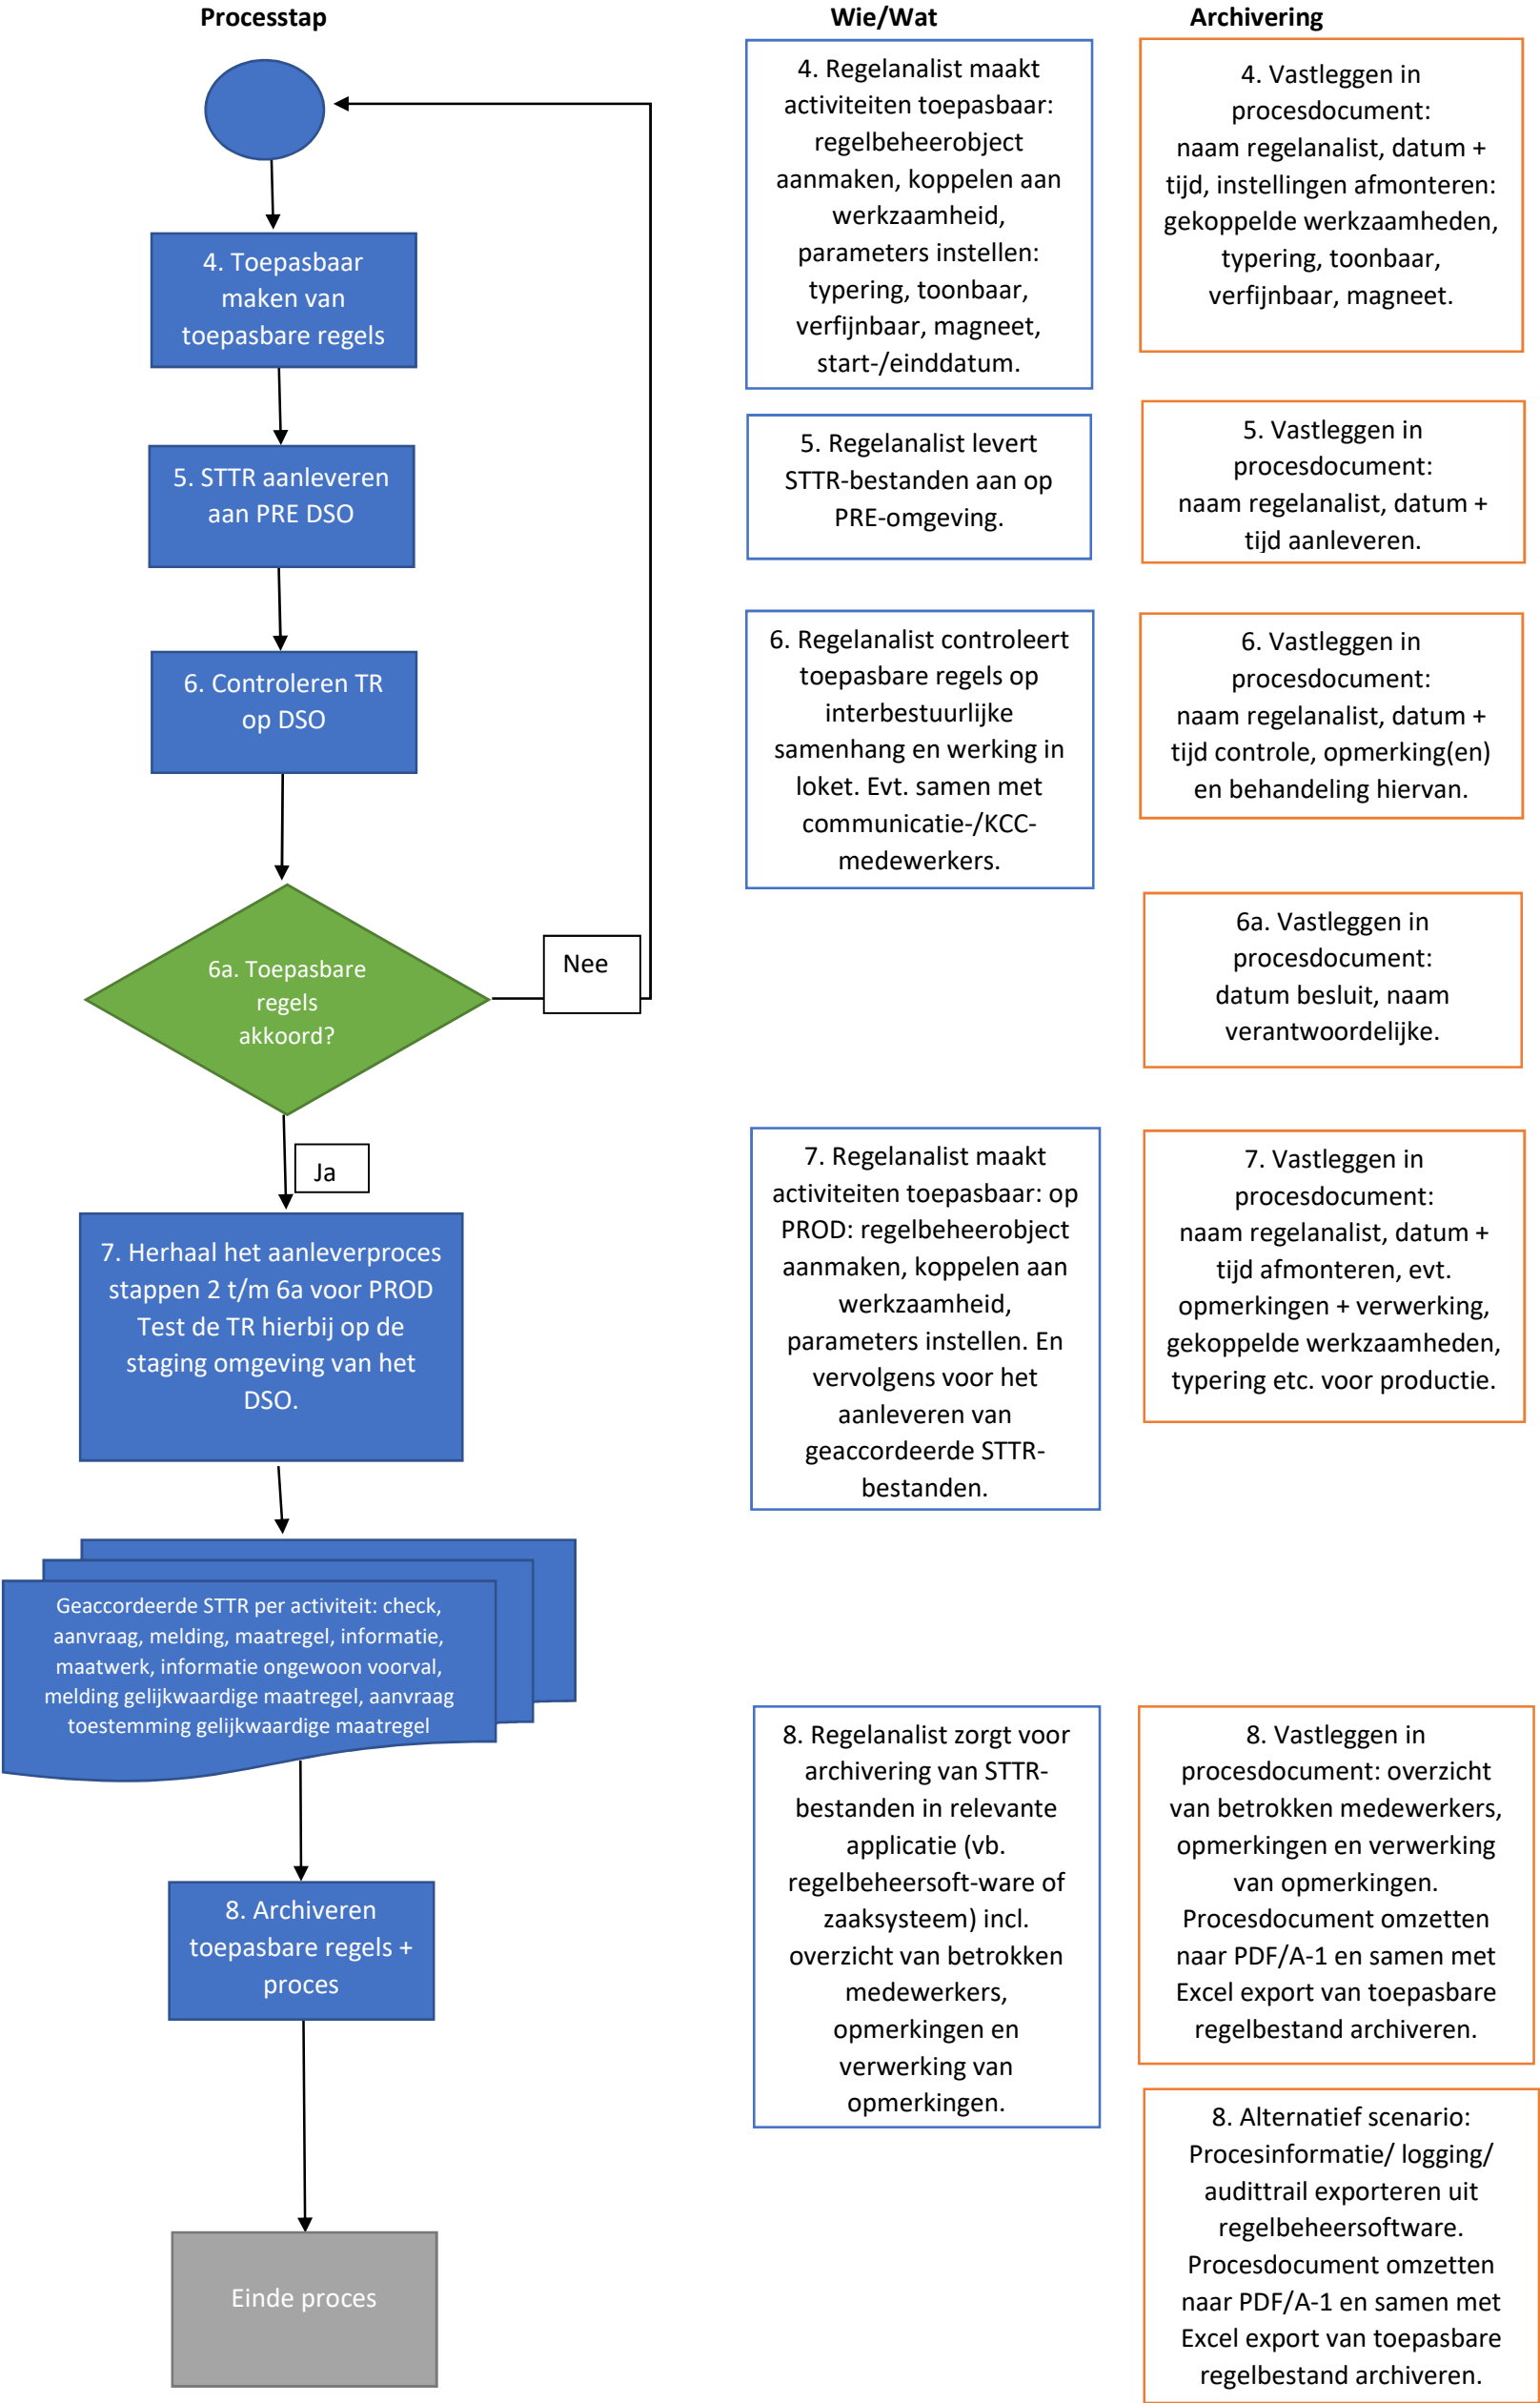 Processtap
Wie/Wat
Archivering
4. Toepasbaar
maken van
toepasbare regels
4. Regelanalist maakt
activiteiten toepasbaar:
regelbeheerobject
aanmaken, koppelen aan
werkzaamheid,
parameters instellen:
typering, toonbaar,
verfijnbaar, magneet,
start-/einddatum.
4. Vastleggen in
procesdocument:
naam regelanalist, datum +
tijd, instellingen afmonteren:
gekoppelde werkzaamheden,
typering, toonbaar,
verfijnbaar, magneet.
5. STTR aanleveren
aan PRE DSO
5. Regelanalist levert
STTR-bestanden aan op
PRE-omgeving.
5. Vastleggen in
procesdocument:
naam regelanalist, datum +
tijd aanleveren.
6. Controleren TR
op DSO
6. Regelanalist controleert
toepasbare regels op
interbestuurlijke
samenhang en werking in
loket. Evt. samen met
communicatie-/KCC-
medewerkers.
6. Vastleggen in
procesdocument:
naam regelanalist, datum +
tijd controle, opmerking(en)
en behandeling hiervan.
6a. Toepasbare
regels
akkoord?
Nee
6a. Vastleggen in
procesdocument:
datum besluit, naam
verantwoordelijke.
Ja
7. Herhaal het aanleverproces
stappen 2 t/m 6a voor PROD
Test de TR hierbij op de
staging omgeving van het
DSO.
7. Regelanalist maakt
activiteiten toepasbaar: op
PROD: regelbeheerobject
aanmaken, koppelen aan
werkzaamheid,
parameters instellen. En
vervolgens voor het
aanleveren van
geaccordeerde STTR-
bestanden.
7. Vastleggen in
procesdocument:
naam regelanalist, datum +
tijd afmonteren, evt.
opmerkingen + verwerking,
gekoppelde werkzaamheden,
typering etc. voor productie.
Geaccordeerde STTR per activiteit: check,
aanvraag, melding, maatregel, informatie,
maatwerk, informatie ongewoon voorval,
melding gelijkwaardige maatregel, aanvraag
toestemming gelijkwaardige maatregel
8. Archiveren
toepasbare regels +
proces
8. Regelanalist zorgt voor
archivering van STTR-
bestanden in relevante
applicatie (vb.
regelbeheersoft-ware of
zaaksysteem) incl.
overzicht van betrokken
medewerkers,
opmerkingen en
verwerking van
opmerkingen.
8. Vastleggen in
procesdocument: overzicht
van betrokken medewerkers,
opmerkingen en verwerking
van opmerkingen.
Procesdocument omzetten
naar PDF/A-1 en samen met
Excel export van toepasbare
regelbestand archiveren.
8. Alternatief scenario:
Procesinformatie/ logging/
audittrail exporteren uit
regelbeheersoftware.
Procesdocument omzetten
naar PDF/A-1 en samen met
Excel export van toepasbare
regelbestand archiveren.
Einde proces